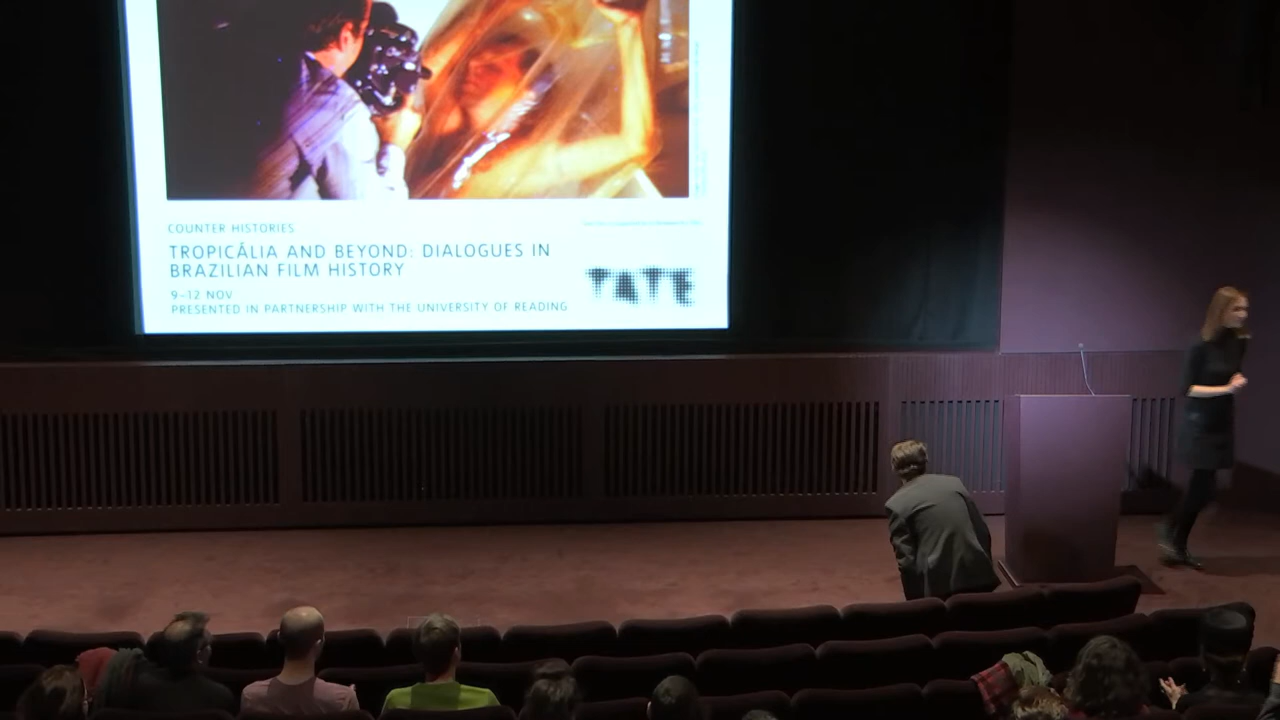 COUNTER HISTORIES
TROPICÁLIA AND BEYOND: DIALOGUES IN
BRAZILIAN FILM HISTORY
9–12 NOV
PRESENTED IN PARTNERSHIP WITH THE UNIVERSITY OF READING
TATE